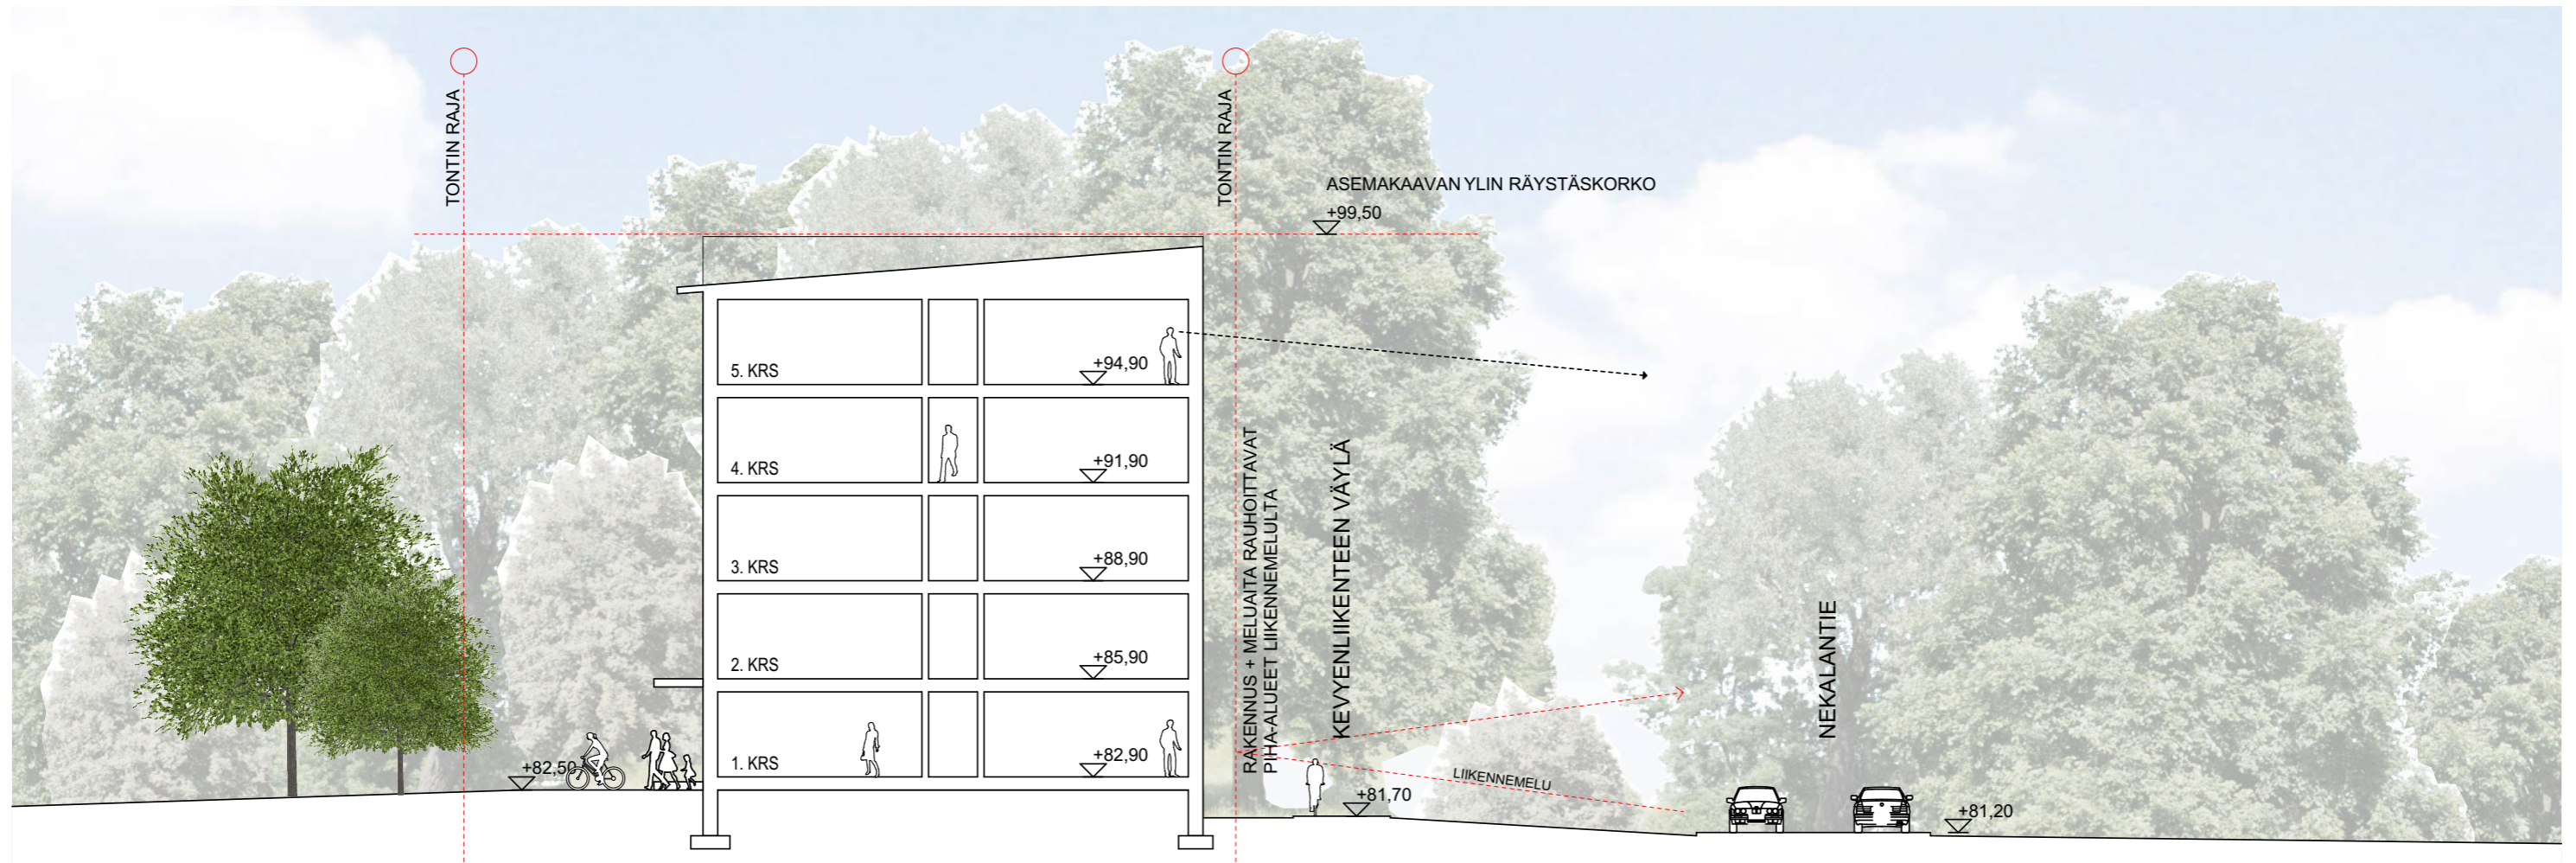 TONTIN RAJA
TONTIN RAJA
ASEMAKAAVAN YLIN RÄYSTÄSKORKO
+99,50
5. KRS
+94,90
4. KRS
+91,90
3. KRS
+88,90
2. KRS
+85,90
1. KRS
+82,90
+82,50
RAKENNUS + MELUAITA RAUHOITTAVAT
PIHA-ALUEET LIIKENNEMELULTA
KEVYENLIIKENTEEN VÄYLÄ
LIIKENNEMELU
+81,70
NEKALANTIE
+81,20